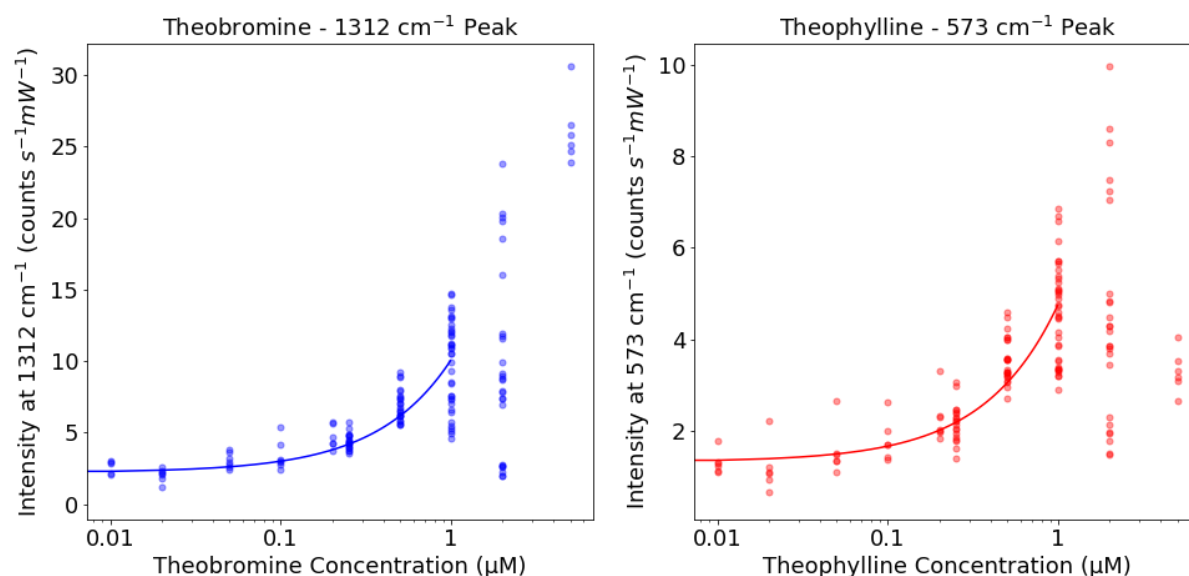 Theobromine - 1312 cm⁻¹ Peak
Intensity at 1312 cm⁻¹ (counts s⁻¹mW⁻¹)
30
25
20
15
10
5
0
0.01 0.1 1
Theobromine Concentration (µM)
Theophylline - 573 cm⁻¹ Peak
Intensity at 573 cm⁻¹ (counts s⁻¹mW⁻¹)
10
8
6
4
2
0.01 0.1 1
Theophylline Concentration (µM)